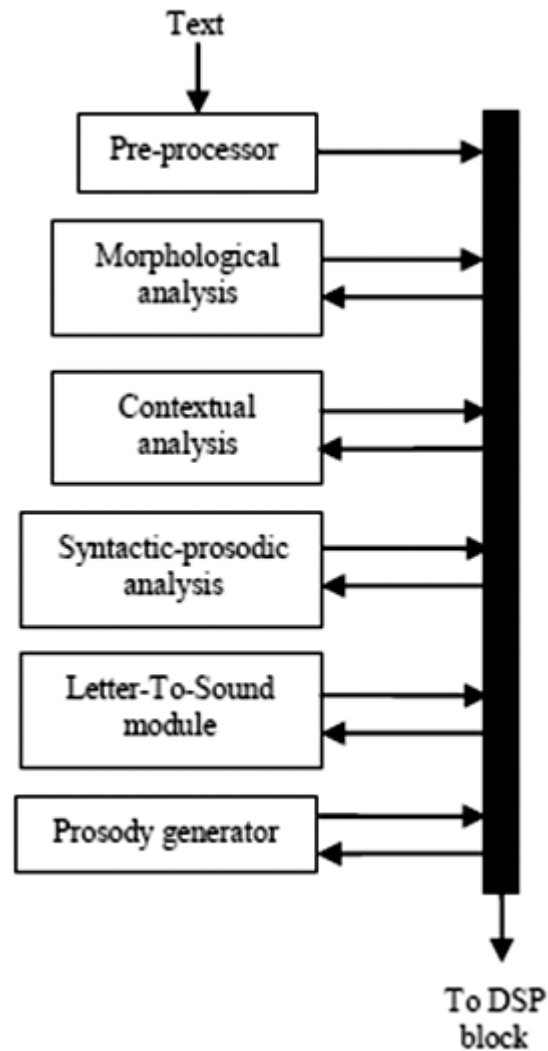 Text
Pre-processor
Morphological
analysis
Contextual
analysis
Syntactic-prosodic
analysis
Letter-To-Sound
module
Prosody generator
To DSP
block